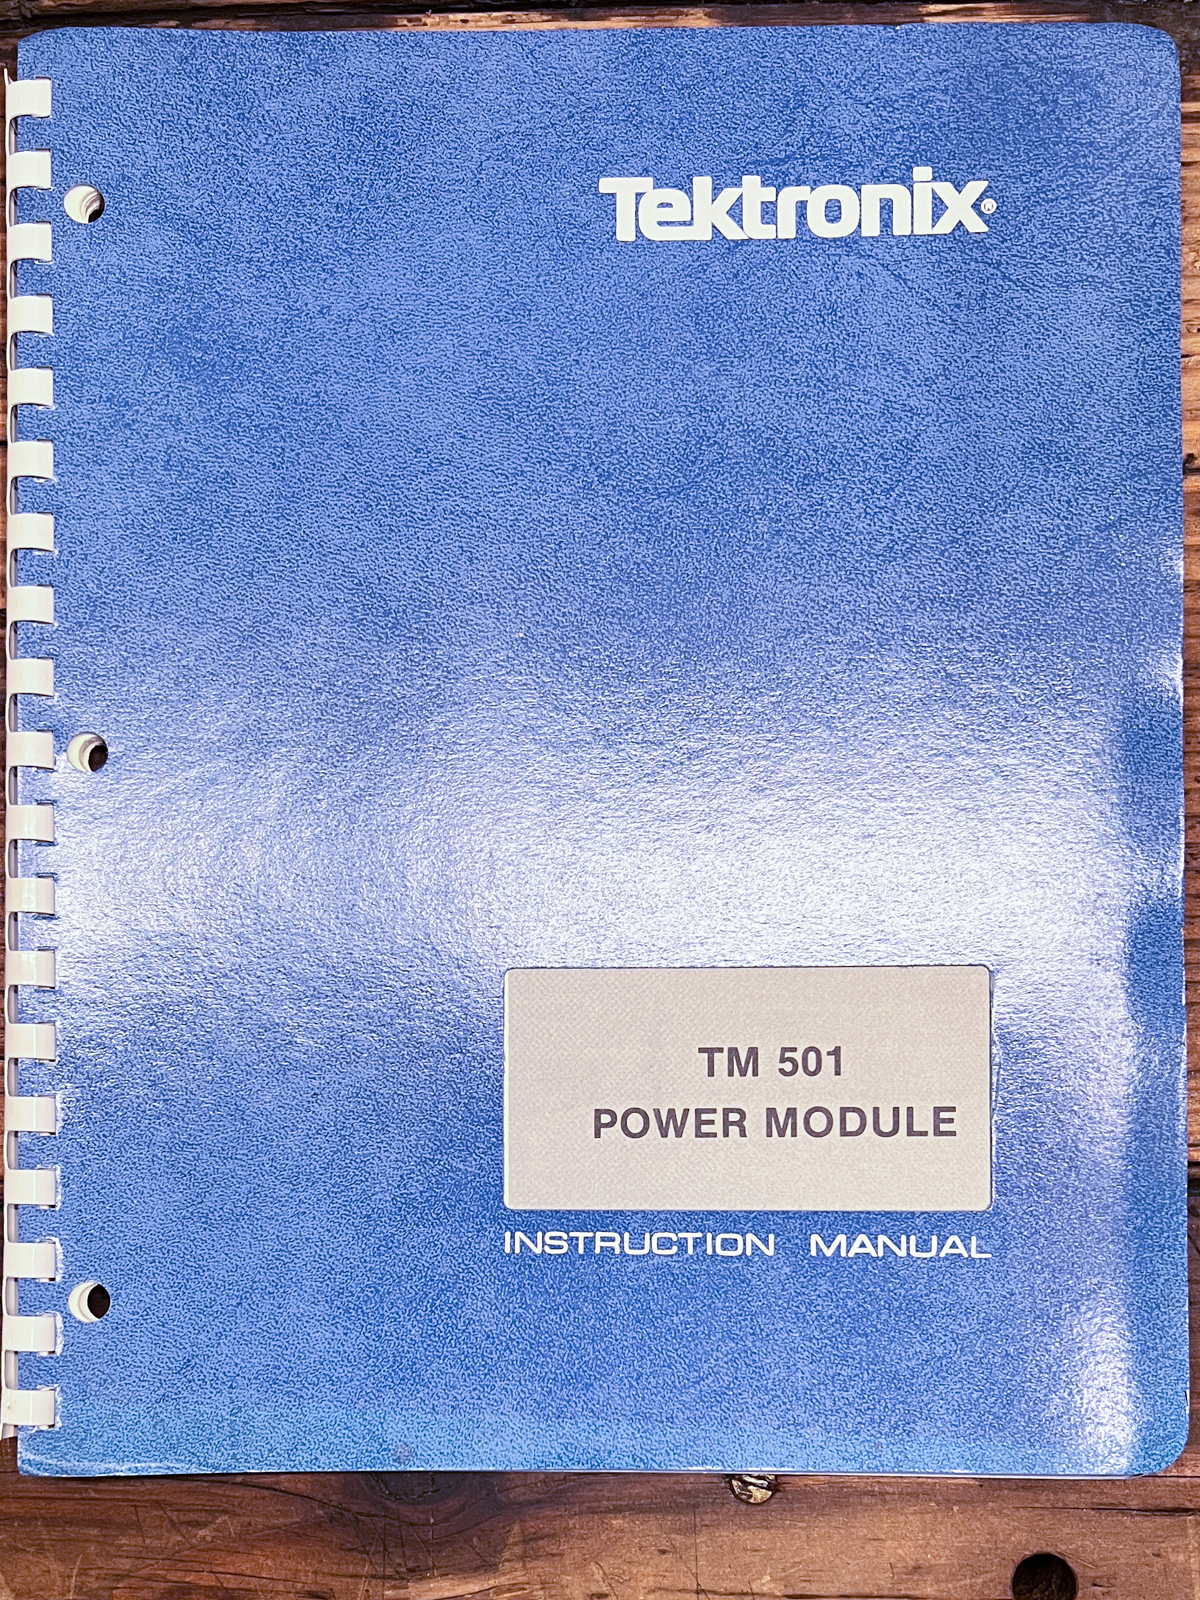 Tektronix®
TM 501
POWER MODULE
INSTRUCTION MANUAL